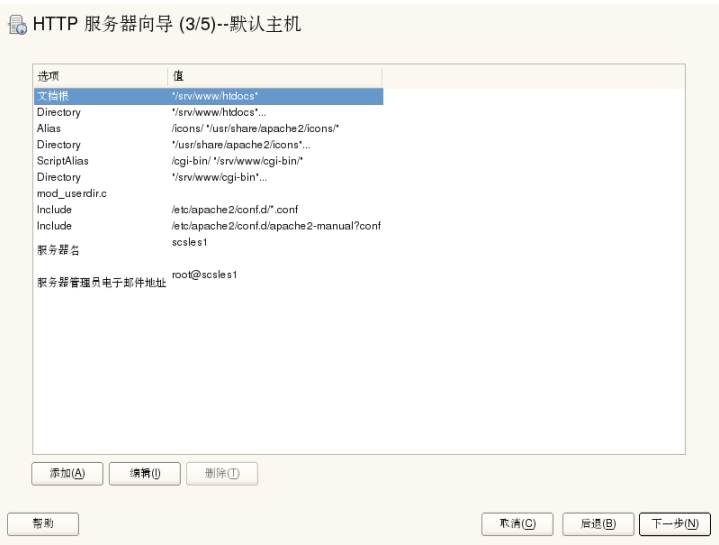 HTTP 服务器向导 (3/5)--默认主机
选项 值
文档根 "/srv/www/htdocs"
Directory "/srv/www/htdocs"...
Alias /icons/ "/usr/share/apache2/icons/"
Directory "/usr/share/apache2/icons"...
ScriptAlias /cgi-bin/ "/srv/www/cgi-bin/"
Directory "/srv/www/cgi-bin"...
mod_userdir.c
Include /etc/apache2/conf.d/*.conf
Include /etc/apache2/conf.d/apache2-manual?conf
服务器名 scsles1
服务器管理员电子邮件地址 root@scsles1
添加(A) 编辑(I) 删除(T)
帮助 取消(C) 后退(B) 下一步(N)